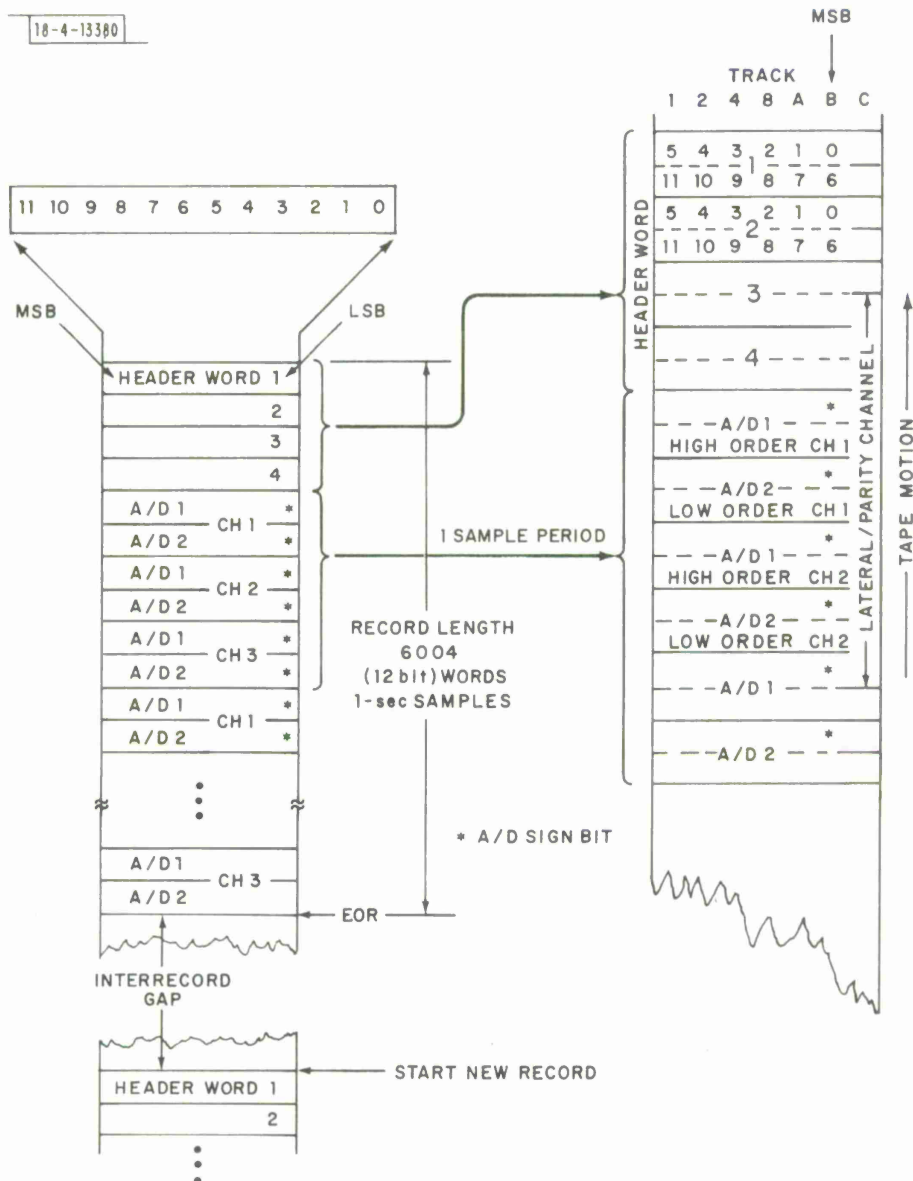 18-4-13380
MSB
TRACK
1 2 4 8 A B C
5 4 3 2 1 0
1
11 10 9 8 7 6
5 4 3 2 1 0
2
11 10 9 8 7 6
3
4
HEADER WORD
*
A/D 1
HIGH ORDER CH 1
*
A/D 2
LOW ORDER CH 1
*
A/D 1
HIGH ORDER CH 2
*
A/D 2
LOW ORDER CH 2
*
A/D 1
*
A/D 2
LATERAL/PARITY CHANNEL
TAPE MOTION
11 10 9 8 7 6 5 4 3 2 1 0
MSB
LSB
HEADER WORD 1
2
3
4
A/D 1 *
CH 1
A/D 2 *
A/D 1 *
CH 2
A/D 2 *
A/D 1 *
CH 3
A/D 2 *
A/D 1 *
CH 1
A/D 2 *
1 SAMPLE PERIOD
RECORD LENGTH
6004
(12 bit) WORDS
1-sec SAMPLES
* A/D SIGN BIT
A/D 1
CH 3
A/D 2
EOR
INTERRECORD
GAP
START NEW RECORD
HEADER WORD 1
2